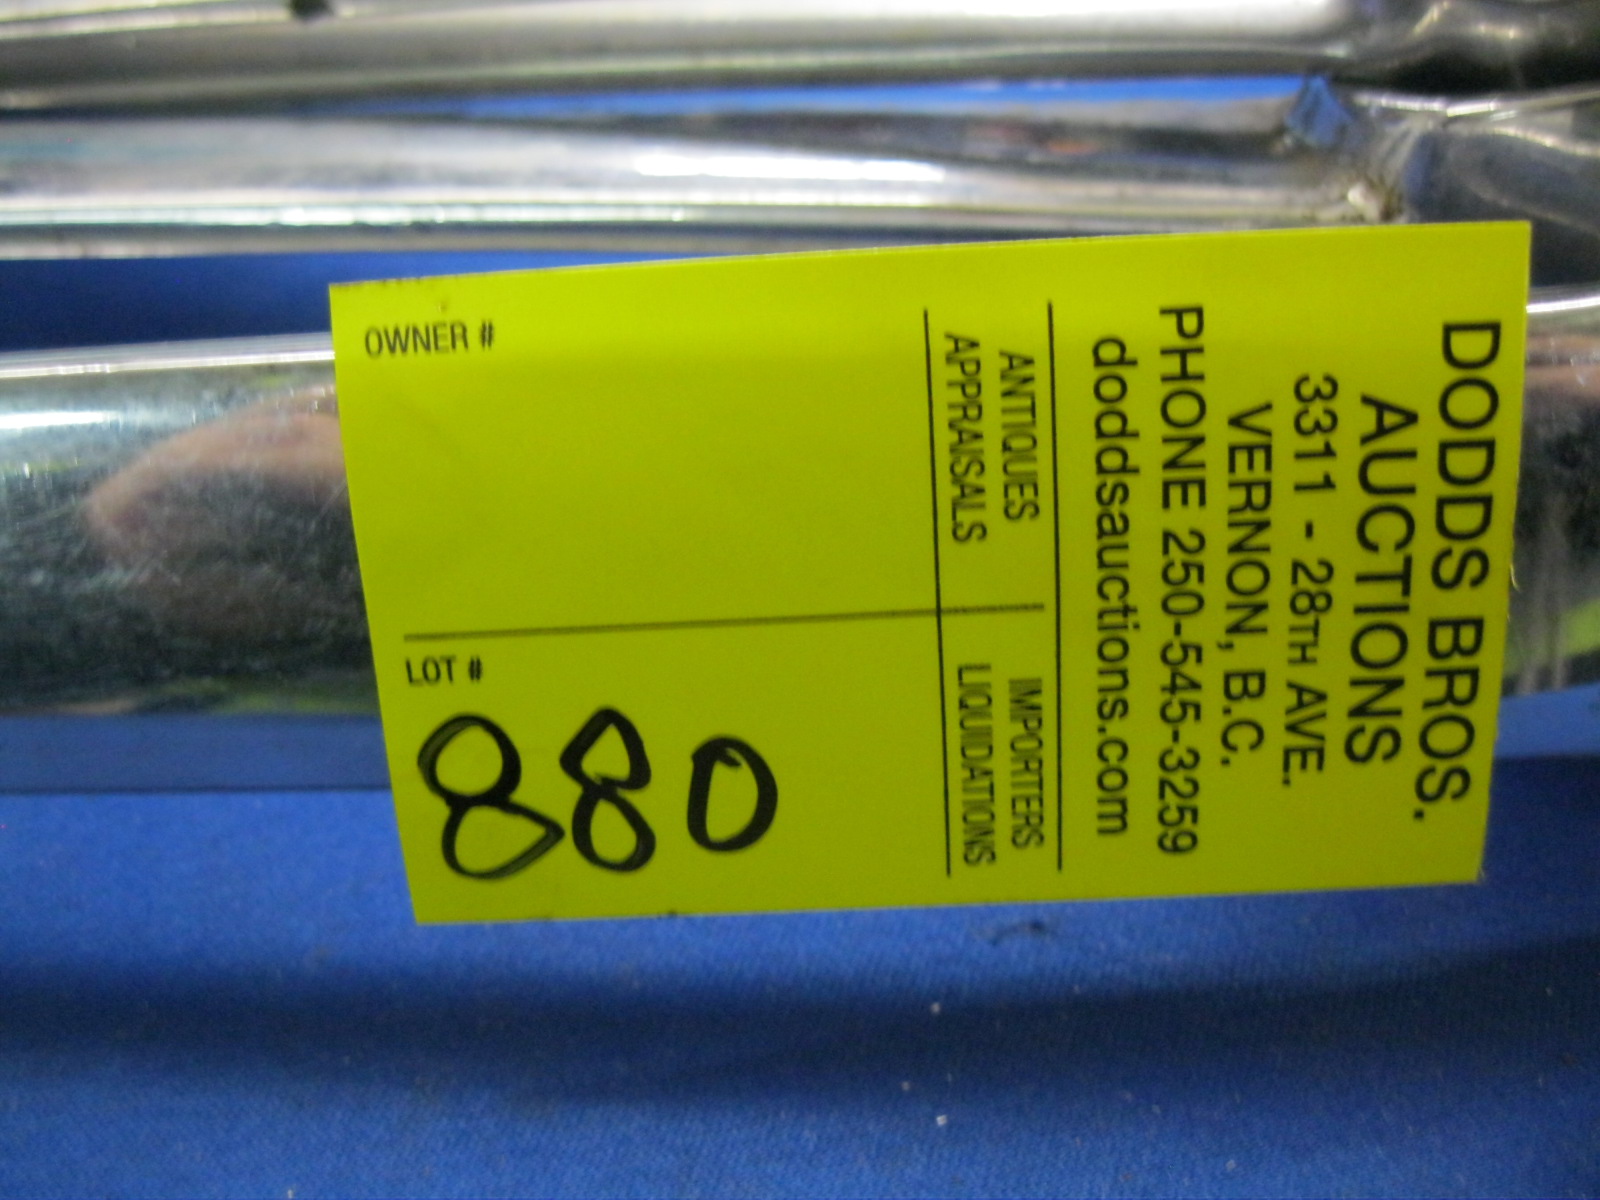 DODDS BROS.
AUCTIONS
3311 - 28TH AVE.
VERNON, B.C.
PHONE 250-545-3259
doddsauctions.com
ANTIQUES IMPORTERS
APPRAISALS LIQUIDATIONS
OWNER #
LOT #
880